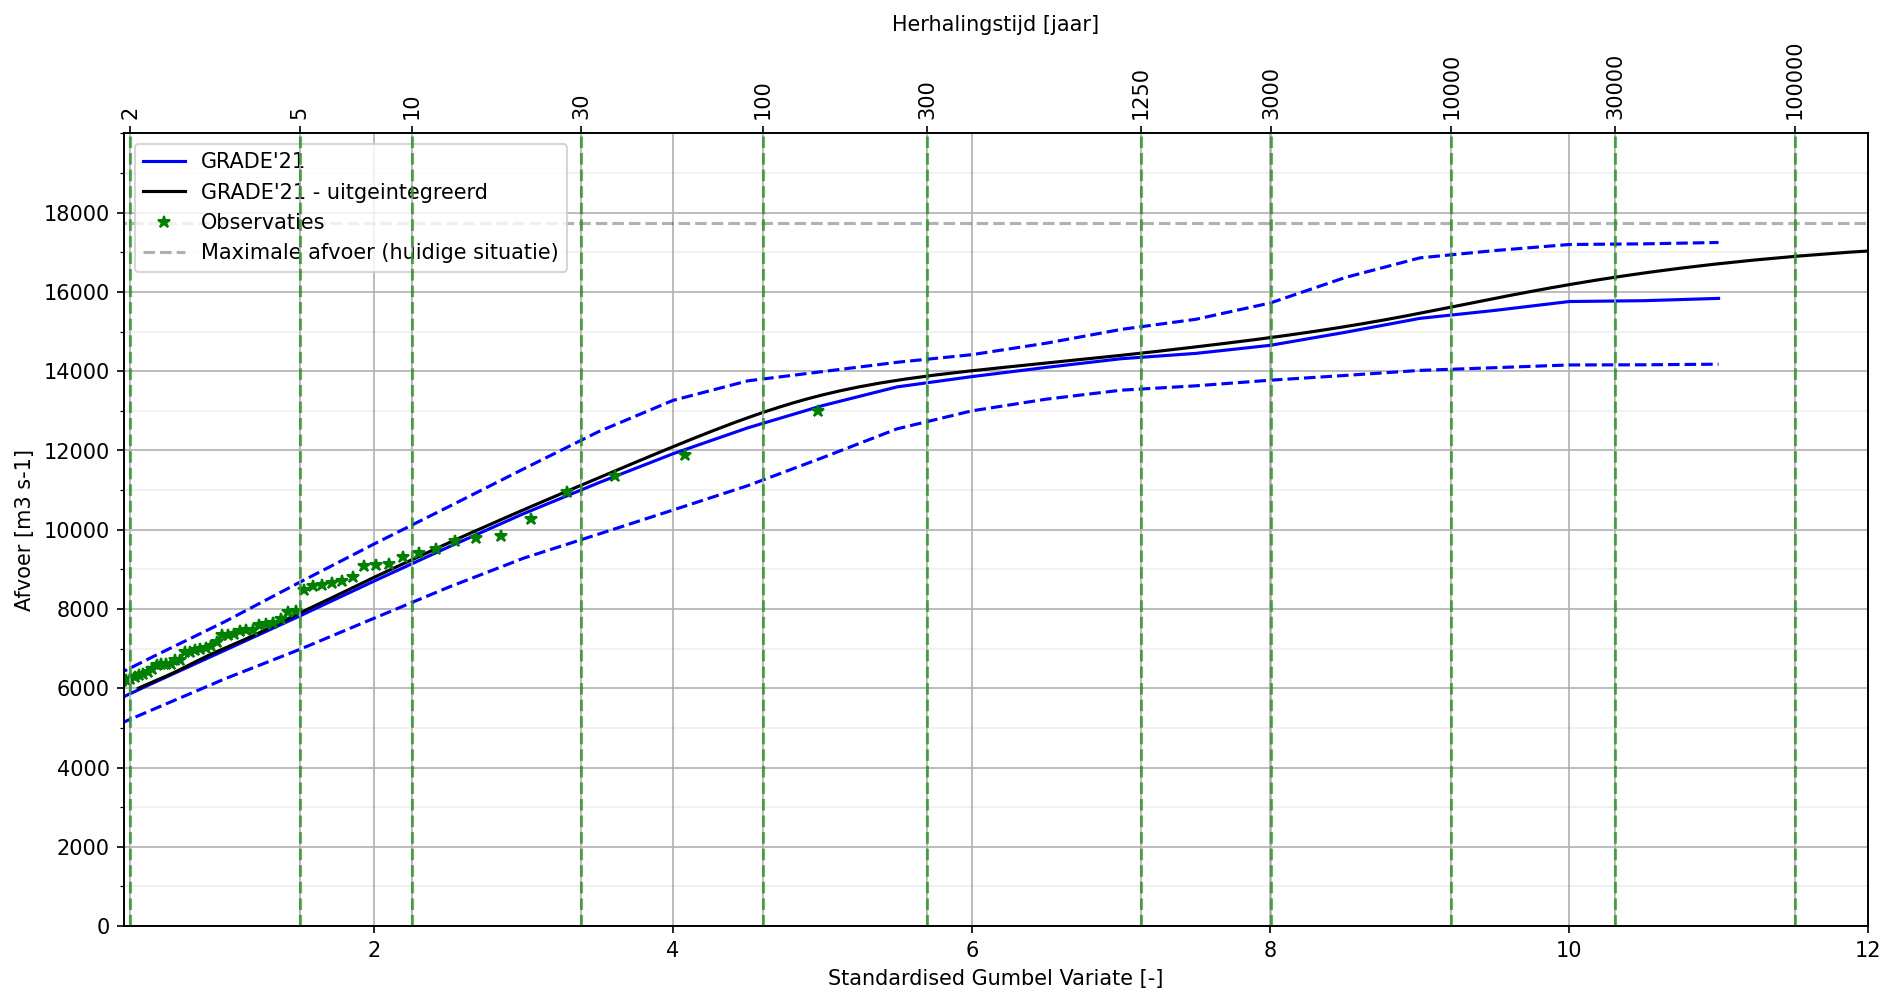 Herhalingstijd [jaar]
2 5 10 30 100 300 1250 3000 10000 30000 100000
GRADE'21
GRADE'21 - uitgeintegreerd
Observaties
Maximale afvoer (huidige situatie)
18000
16000
14000
12000
10000
8000
6000
4000
2000
0
Afvoer [m3 s-1]
2 4 6 8 10 12
Standardised Gumbel Variate [-]